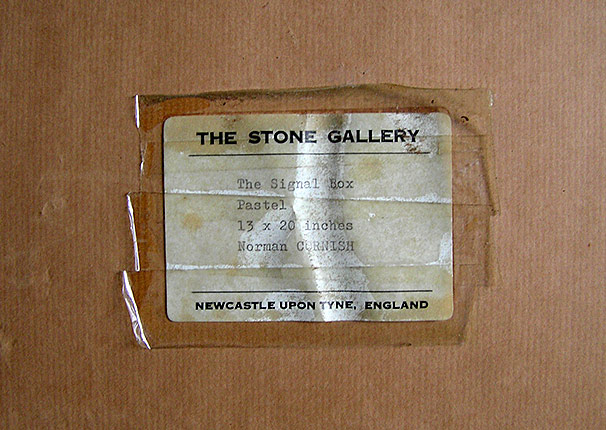 THE STONE GALLERY
The Signal Box
Pastel
13 x 20 inches
Norman CORNISH
NEWCASTLE UPON TYNE, ENGLAND